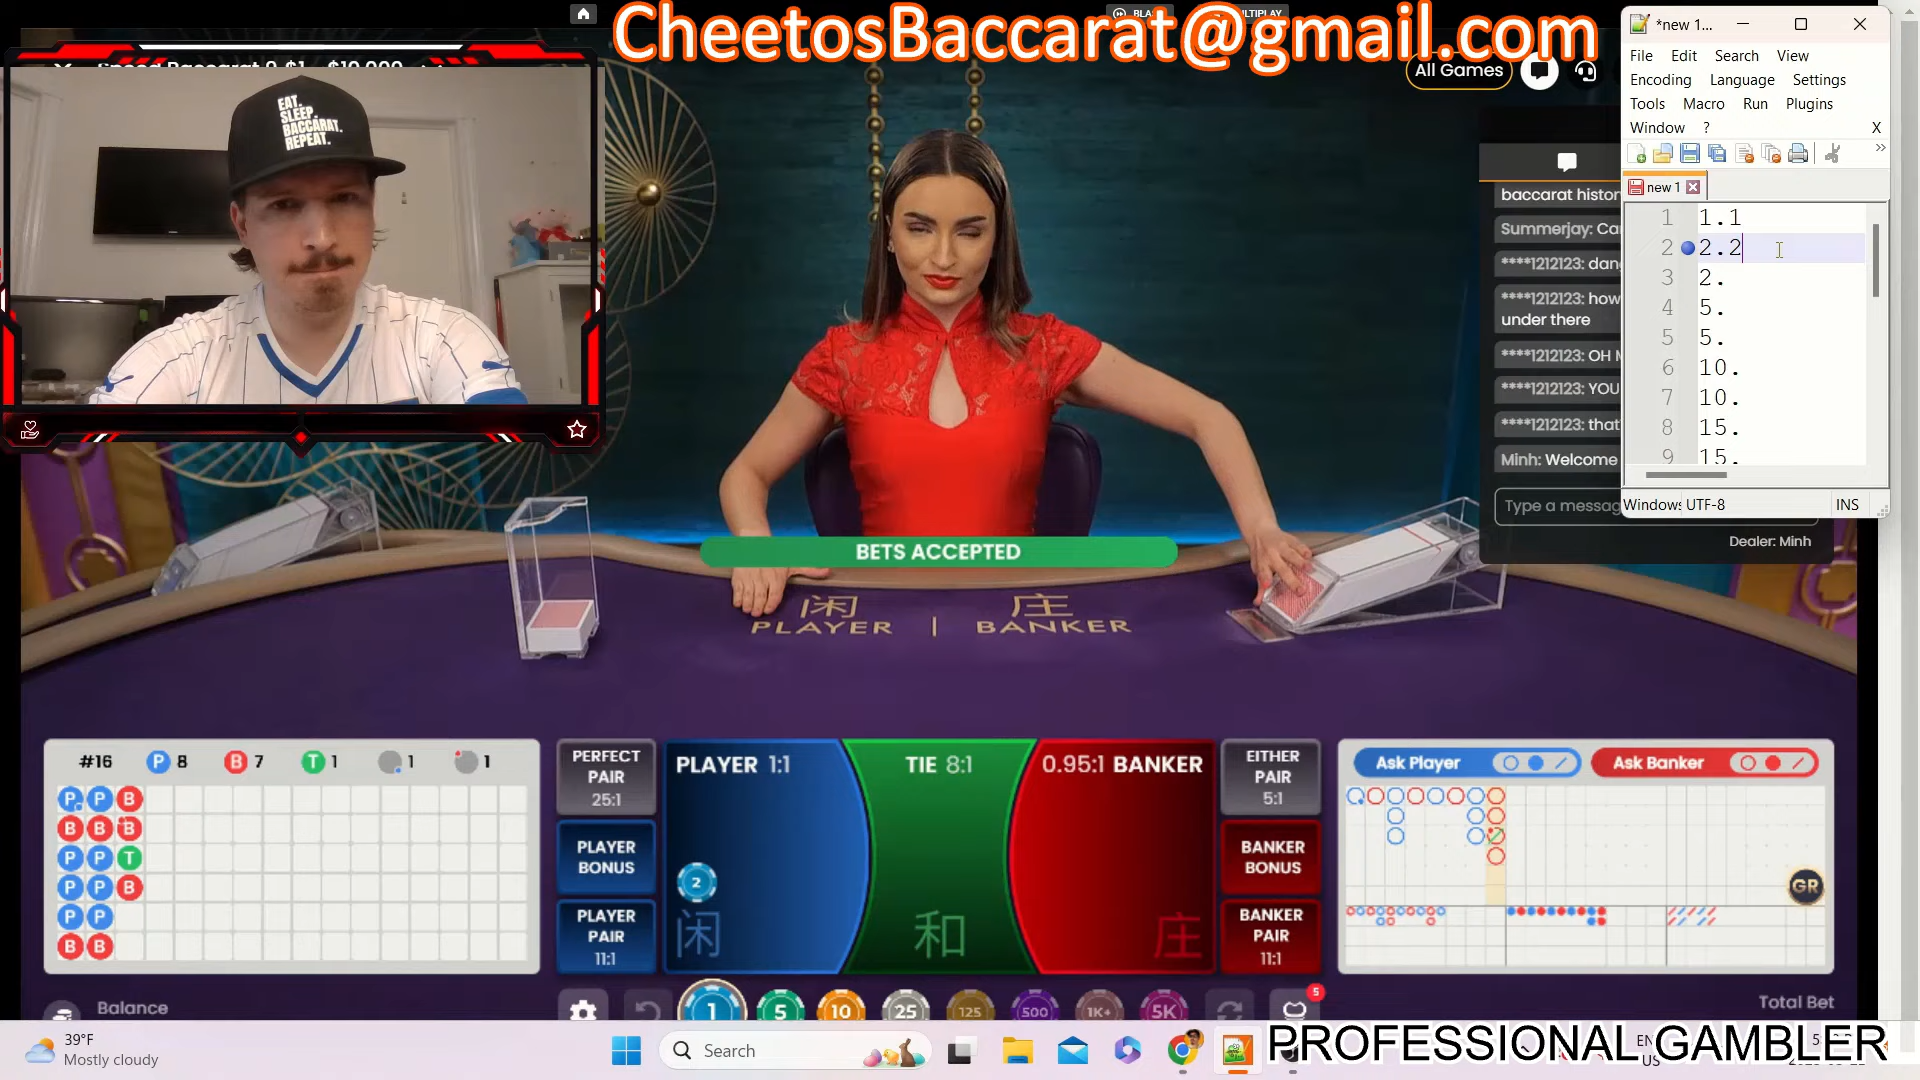 CheetosBaccarat@gmail.com
*new 1...
File Edit Search View
Encoding Language Settings
Tools Macro Run Plugins
Window ? X
new 1
1 1.1
2 2.2
3 2.
4 5.
5 5.
6 10.
7 10.
8 15.
9 15.
Windows UTF-8 INS
All Games
EAT.
SLEEP.
BACCARAT.
REPEAT.
baccarat histor
Summerjay: Ca
****1212123: dan
****1212123: how
under there
****1212123: OH
****1212123: YOU
****1212123: that
Minh: Welcome
Type a messag
Dealer: Minh
BETS ACCEPTED
闲 庄
PLAYER | BANKER
#16 P 8 B 7 T 1 1 1
P P B
B B B
P P T
P P B
P P
B B
PERFECT
PAIR
25:1
PLAYER
BONUS
PLAYER
PAIR
11:1
PLAYER 1:1
2
闲
TIE 8:1
和
0.95:1 BANKER
庄
EITHER
PAIR
5:1
BANKER
BONUS
BANKER
PAIR
11:1
Ask Player
Ask Banker
GR
Balance
1 5 10 25 125 500 1K+ 5K
5
Total Bet
39°F
Mostly cloudy
Search
PROFESSIONAL GAMBLER